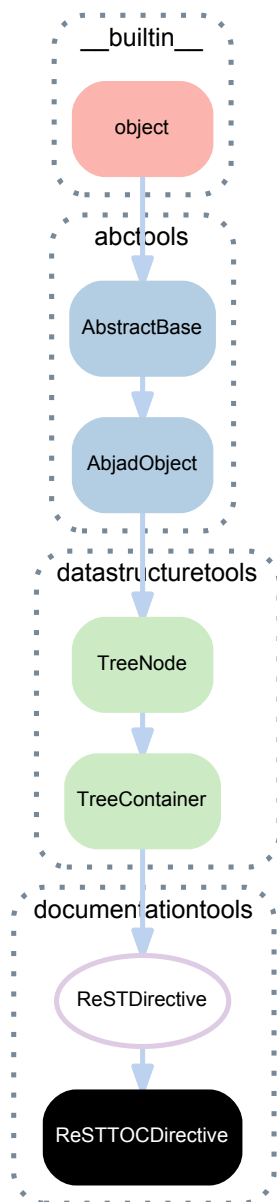 __builtin__
object
abctools
AbstractBase
AbjadObject
datastructuretools
TreeNode
TreeContainer
documentationtools
ReSTDirective
ReSTTOCDirective